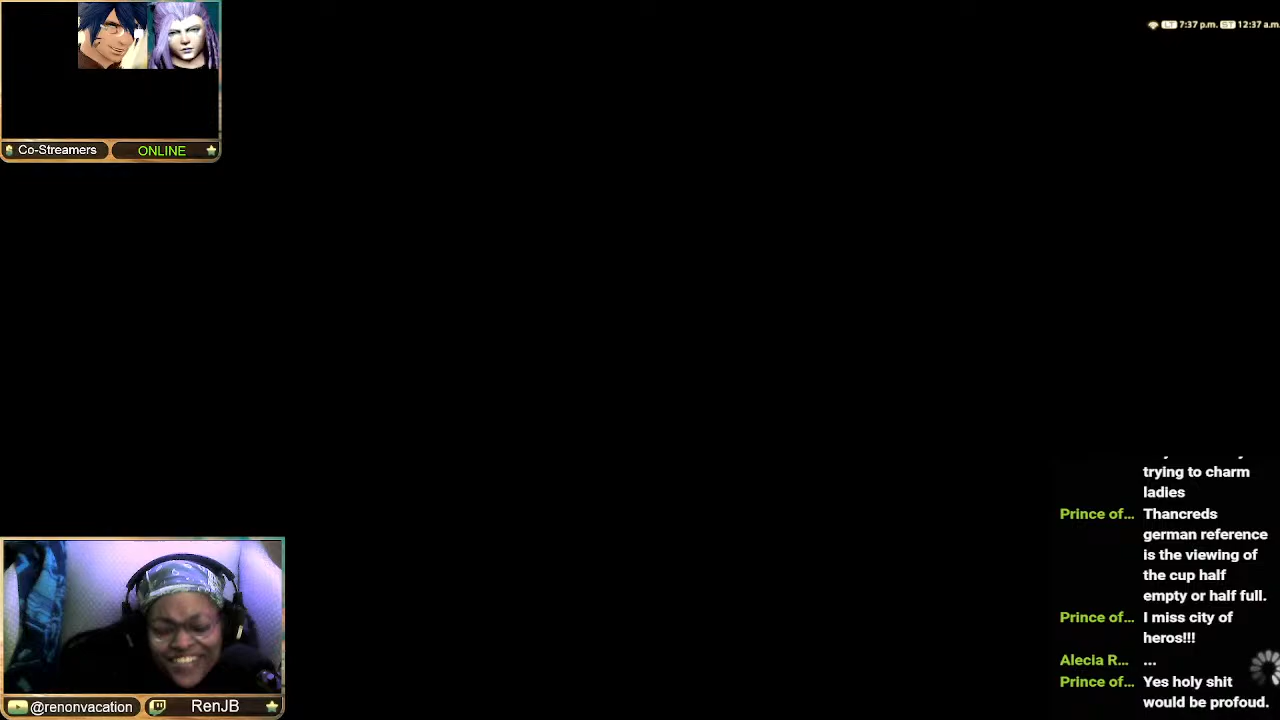 LT 7:37 p.m. ST 12:37 a.m.
Co-Streamers ONLINE
trying to charm
ladies
Prince of... Thancreds
german reference
is the viewing of
the cup half
empty or half full.
Prince of... I miss city of
heros!!!
Alecia R... ...
Prince of... Yes holy shit
would be profoud.
@renonvacation RenJB